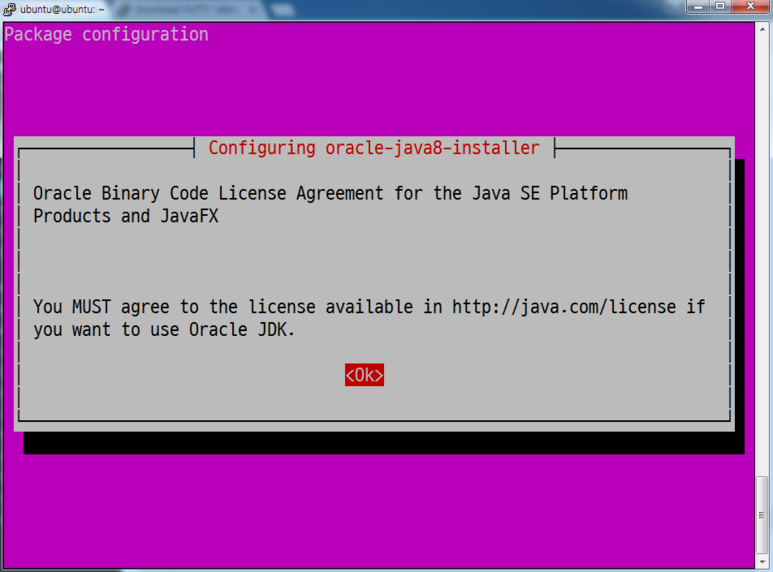 ubuntu@ubuntu: ~
Package configuration
Configuring oracle-java8-installer
Oracle Binary Code License Agreement for the Java SE Platform
Products and JavaFX
You MUST agree to the license available in http://java.com/license if
you want to use Oracle JDK.
<Ok>